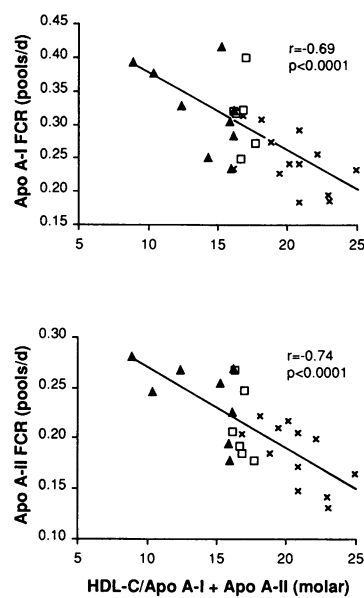 0.45
0.40
0.35
0.30
0.25
0.20
0.15
Apo A-I FCR (pools/d)
r=-0.69
p<0.0001
5 10 15 20 25
0.30
0.25
0.20
0.15
0.10
Apo A-II FCR (pools/d)
r=-0.74
p<0.0001
5 10 15 20 25
HDL-C/Apo A-I + Apo A-II (molar)